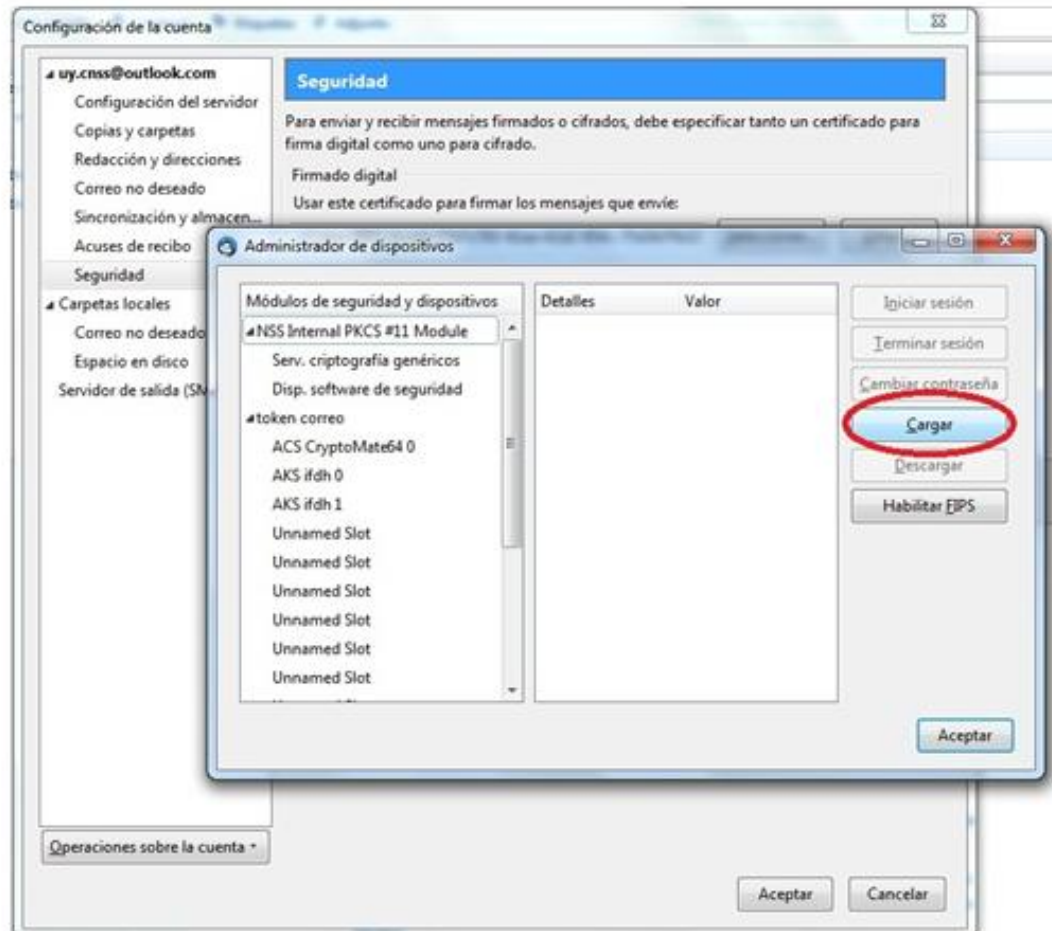 Configuración de la cuenta
uy.cnss@outlook.com
Configuración del servidor
Copias y carpetas
Redacción y direcciones
Correo no deseado
Sincronización y almacen...
Acuses de recibo
Seguridad
Carpetas locales
Correo no deseado
Espacio en disco
Servidor de salida (SM
Operaciones sobre la cuenta
Seguridad
Para enviar y recibir mensajes firmados o cifrados, debe especificar tanto un certificado para
firma digital como uno para cifrado.
Firmado digital
Usar este certificado para firmar los mensajes que envíe:
Administrador de dispositivos
Módulos de seguridad y dispositivos
NSS Internal PKCS #11 Module
Serv. criptografía genéricos
Disp. software de seguridad
token correo
ACS CryptoMate64 0
AKS ifdh 0
AKS ifdh 1
Unnamed Slot
Unnamed Slot
Unnamed Slot
Unnamed Slot
Unnamed Slot
Unnamed Slot
Detalles Valor
Iniciar sesión
Terminar sesión
Cambiar contraseña
Cargar
Descargar
Habilitar FIPS
Aceptar
Aceptar Cancelar